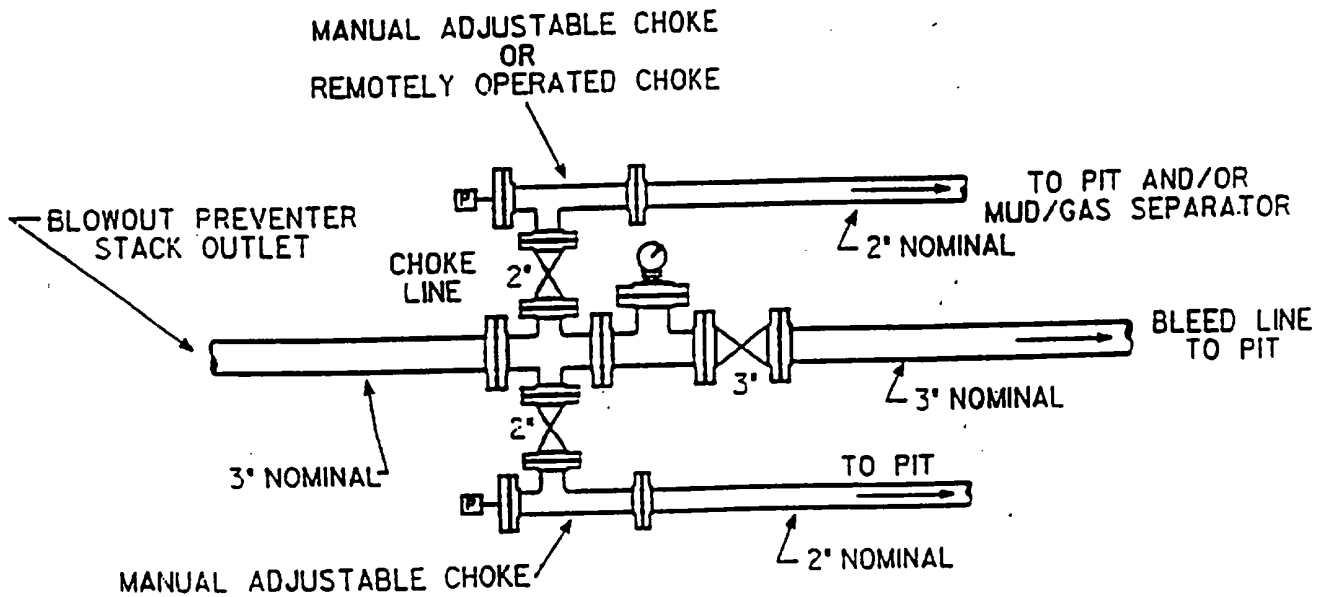 MANUAL ADJUSTABLE CHOKE
OR
REMOTELY OPERATED CHOKE
P
TO PIT AND/OR
MUD/GAS SEPARATOR
2" NOMINAL
BLOWOUT PREVENTER
STACK OUTLET
CHOKE
LINE
2"
BLEED LINE
TO PIT
3"
3" NOMINAL
2"
3" NOMINAL
TO PIT
P
2" NOMINAL
MANUAL ADJUSTABLE CHOKE